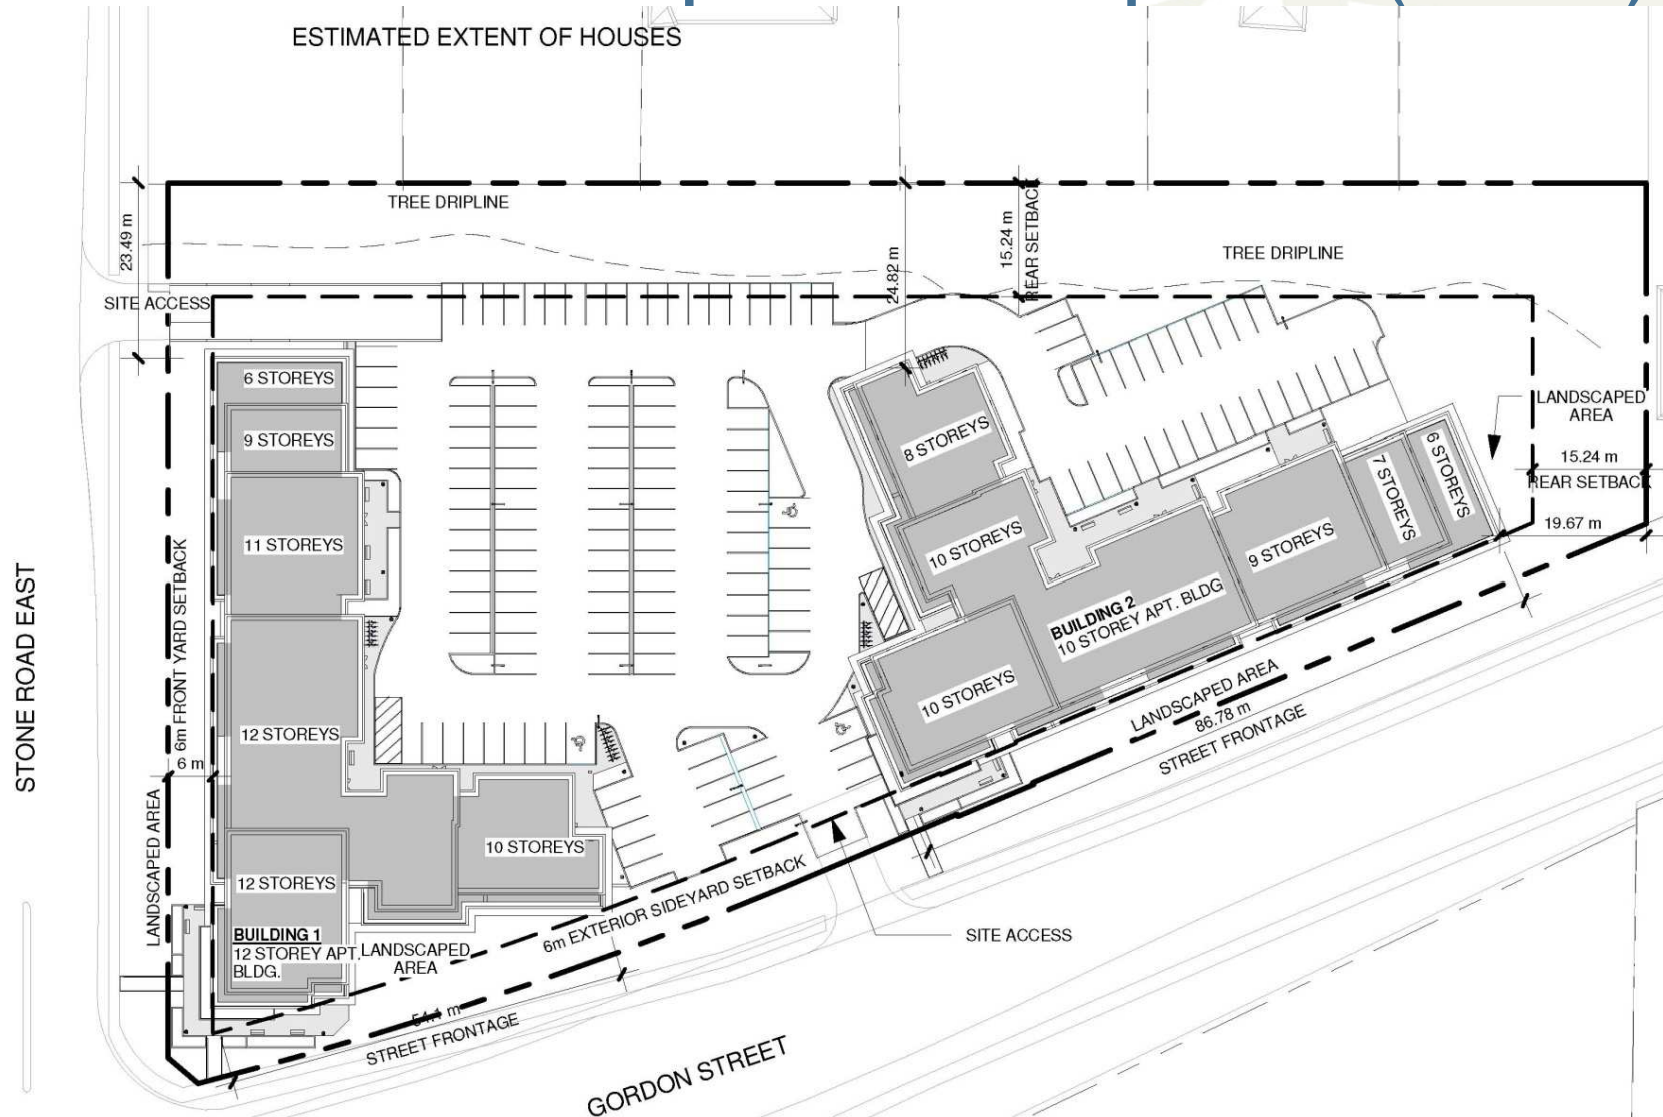 ESTIMATED EXTENT OF HOUSES
TREE DRIPLINE
23.49 m
24.82 m
15.24 m
REAR SETBACK
TREE DRIPLINE
SITE ACCESS
6 STOREYS
9 STOREYS
11 STOREYS
12 STOREYS
12 STOREYS
10 STOREYS
BUILDING 1
12 STOREY APT.
BLDG.
LANDSCAPED
AREA
8 STOREYS
10 STOREYS
BUILDING 2
10 STOREY APT. BLDG
10 STOREYS
9 STOREYS
7 STOREYS
6 STOREYS
LANDSCAPED
AREA
15.24 m
REAR SETBACK
19.67 m
STONE ROAD EAST
6m FRONT YARD SETBACK
6 m
LANDSCAPED AREA
LANDSCAPED AREA
86.78 m
STREET FRONTAGE
6m EXTERIOR SIDEYARD SETBACK
SITE ACCESS
54.1 m
STREET FRONTAGE
GORDON STREET